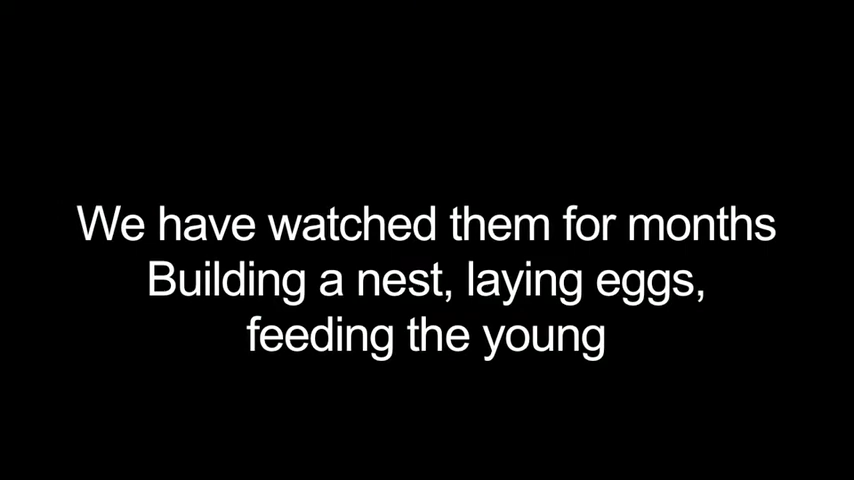 We have watched them for months
Building a nest, laying eggs,
feeding the young